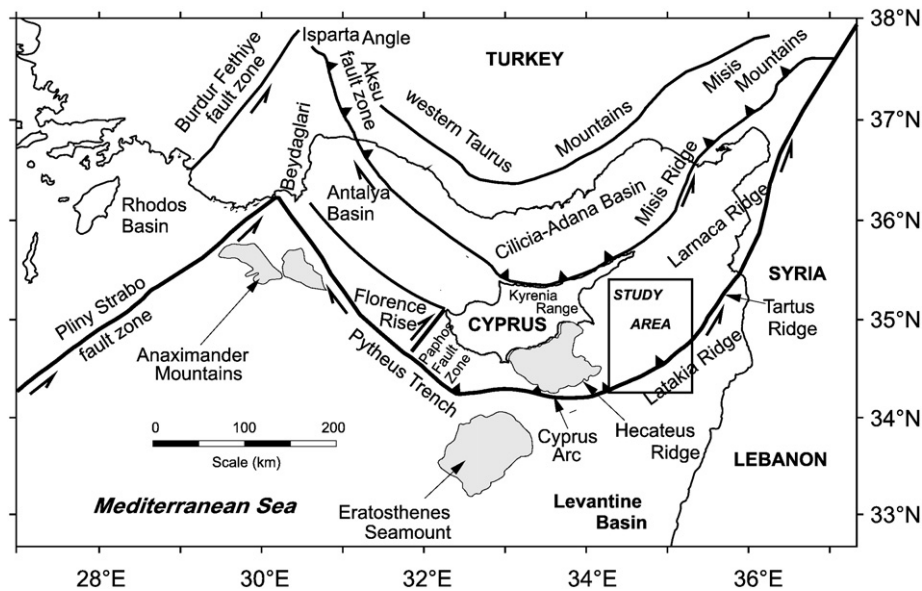 38°N
37°N
36°N
35°N
34°N
33°N
28°E
30°E
32°E
34°E
36°E
Isparta Angle
TURKEY
Burdur Fethiye
fault zone
Aksu
fault zone
Misis
Mountains
western Taurus
Mountains
Beydaglari
Antalya
Basin
Rhodos
Basin
Cilicia-Adana Basin
Misis Ridge
Larnaca Ridge
SYRIA
Kyrenia
Range
STUDY
AREA
CYPRUS
Florence
Rise
Paphos
Fault
Zone
Tartus
Ridge
Pliny Strabo
fault zone
Anaximander
Mountains
Pytheus Trench
Latakia Ridge
0 100 200
Scale (km)
Cyprus
Arc
Hecateus
Ridge
LEBANON
Mediterranean Sea
Eratosthenes
Seamount
Levantine
Basin